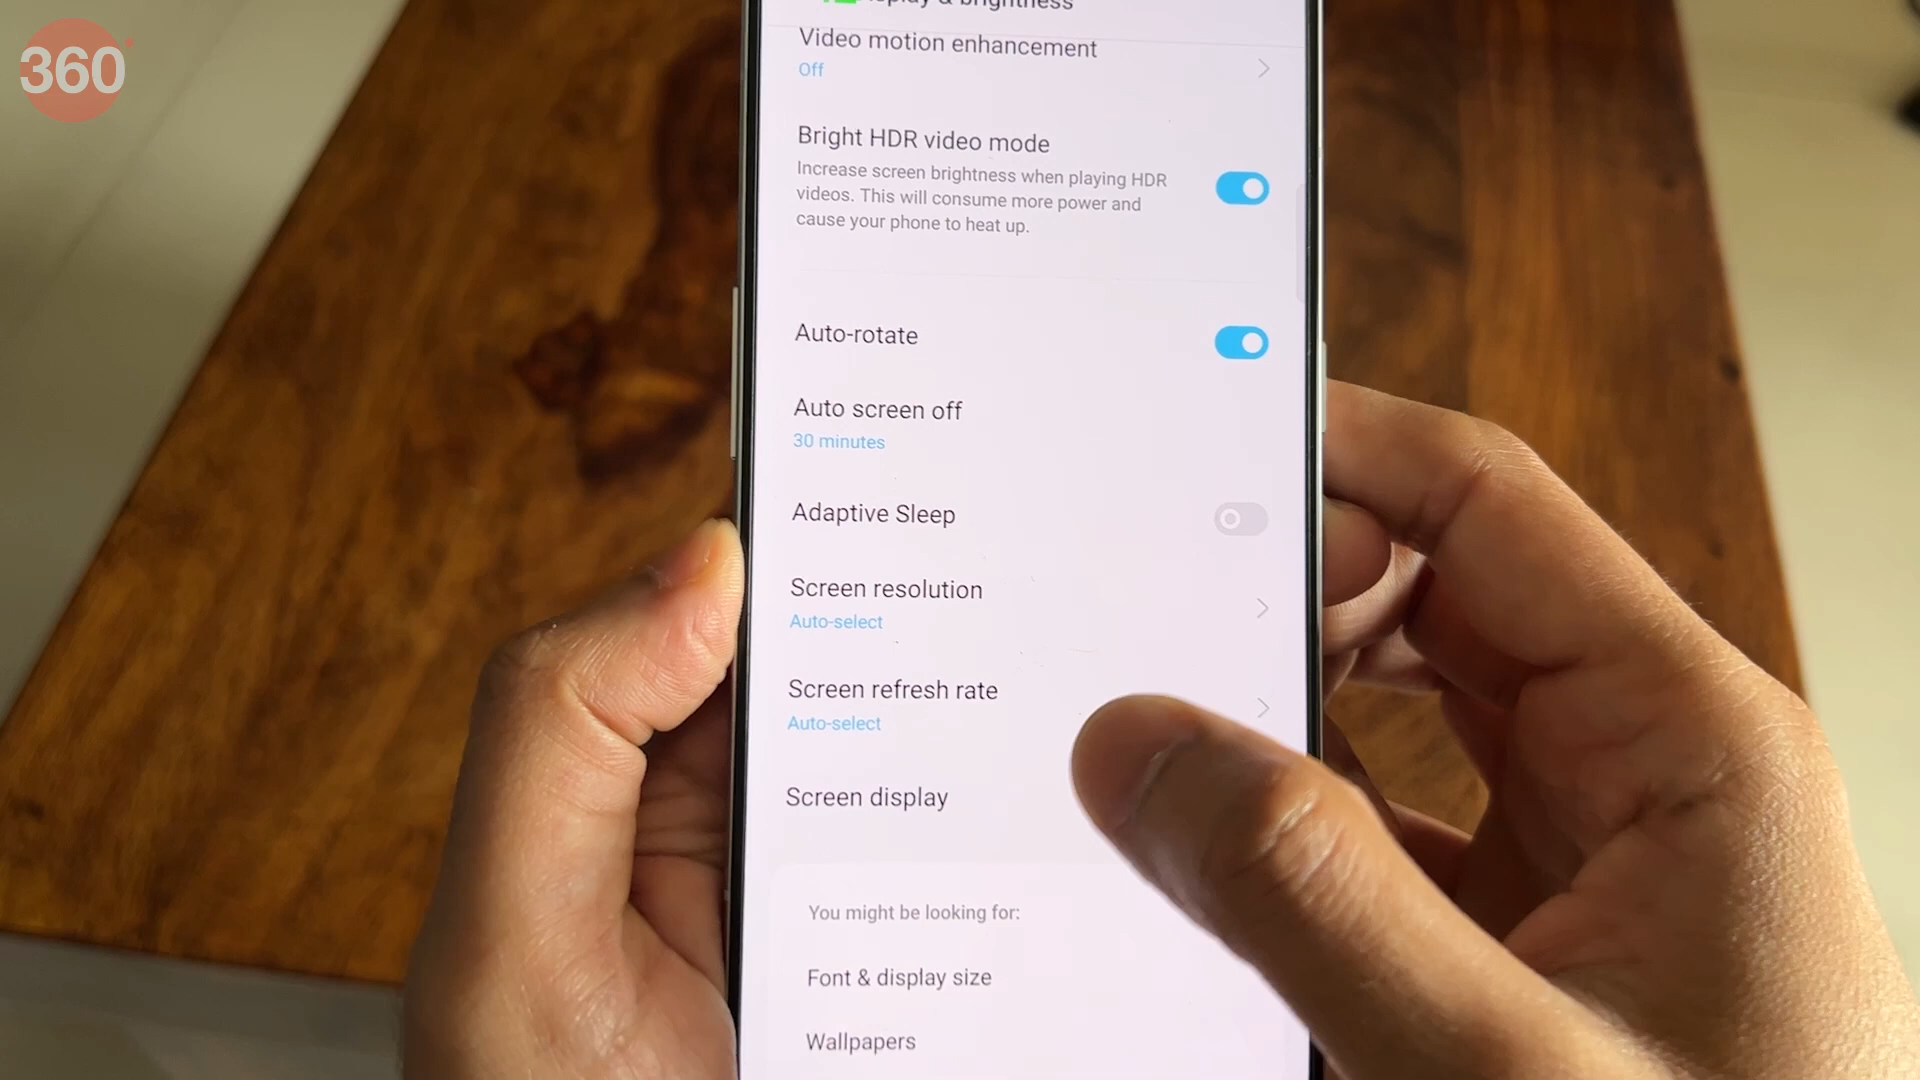 360
& brightness
Video motion enhancement
Off
Bright HDR video mode
Increase screen brightness when playing HDR
videos. This will consume more power and
cause your phone to heat up.
Auto-rotate
Auto screen off
30 minutes
Adaptive Sleep
Screen resolution
Auto-select
Screen refresh rate
Auto-select
Screen display
You might be looking for:
Font & display size
Wallpapers